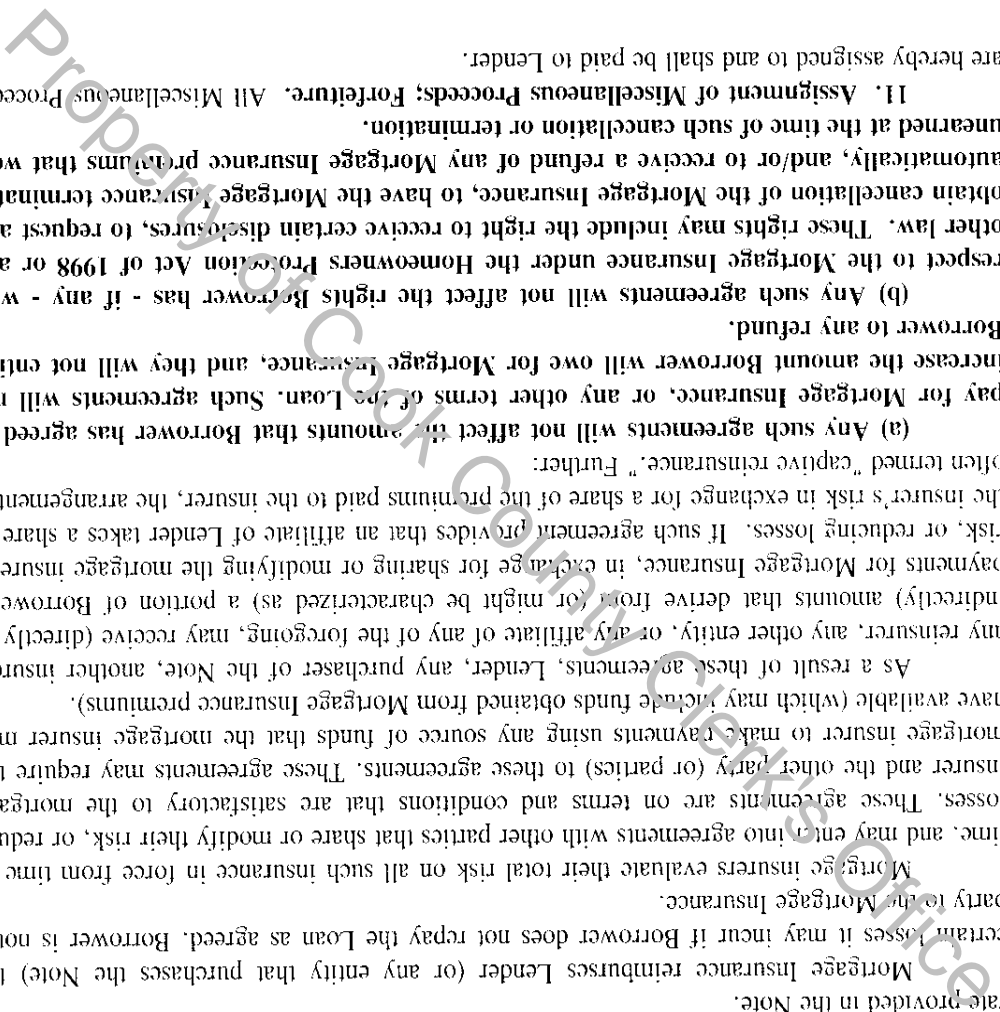 ate provided in the Note.
Mortgage Insurance reimburses Lender (or any entity that purchases the Note) f
certain losses it may incur if Borrower does not repay the Loan as agreed. Borrower is not
party to the Mortgage Insurance.
Mortgage insurers evaluate their total risk on all such insurance in force from time
ime, and may enter into agreements with other parties that share or modify their risk, or redu
osses. These agreements are on terms and conditions that are satisfactory to the mortga
nsurer and the other party (or parties) to these agreements. These agreements may require t
mortgage insurer to make payments using any source of funds that the mortgage insurer m
have available (which may include funds obtained from Mortgage Insurance premiums).
As a result of these agreements, Lender, any purchaser of the Note, another insure
any reinsurer, any other entity, or any affiliate of any of the foregoing, may receive (directly
ndirectly) amounts that derive from (or might be characterized as) a portion of Borrowe
payments for Mortgage Insurance, in exchange for sharing or modifying the mortgage insure
risk, or reducing losses. If such agreement provides that an affiliate of Lender takes a share
the insurer's risk in exchange for a share of the premiums paid to the insurer, the arrangement
often termed "captive reinsurance." Further:
(a) Any such agreements will not affect the amounts that Borrower has agreed
pay for Mortgage Insurance, or any other terms of the Loan. Such agreements will n
increase the amount Borrower will owe for Mortgage Insurance, and they will not entit
Borrower to any refund.
(b) Any such agreements will not affect the rights Borrower has - if any - w
respect to the Mortgage Insurance under the Homeowners Protection Act of 1998 or a
other law. These rights may include the right to receive certain disclosures, to request a
obtain cancellation of the Mortgage Insurance, to have the Mortgage Insurance terminat
automatically, and/or to receive a refund of any Mortgage Insurance premiums that we
unearned at the time of such cancellation or termination.
11. Assignment of Miscellaneous Proceeds; Forfeiture. All Miscellaneous Procee
are hereby assigned to and shall be paid to Lender.
Property of Cook County Clerk's Office